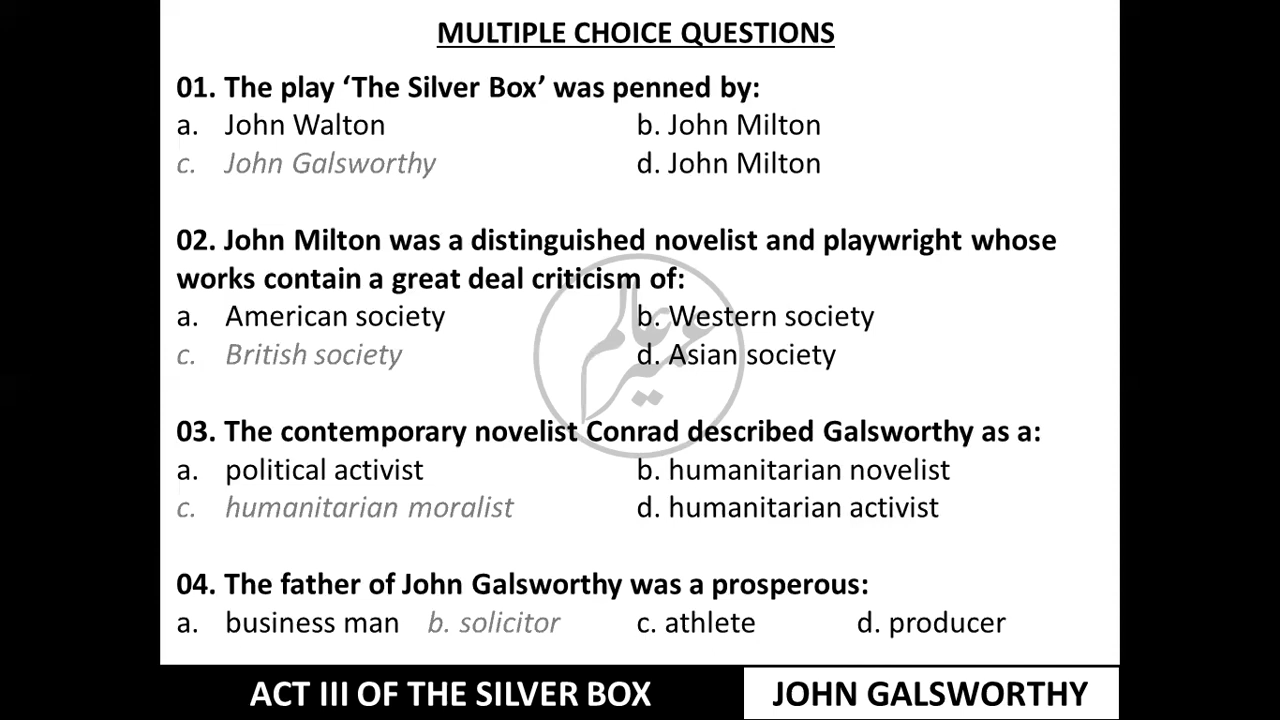 MULTIPLE CHOICE QUESTIONS
01. The play ‘The Silver Box’ was penned by:
a. John Walton b. John Milton
c. John Galsworthy d. John Milton
02. John Milton was a distinguished novelist and playwright whose
works contain a great deal criticism of:
a. American society b. Western society
c. British society d. Asian society
03. The contemporary novelist Conrad described Galsworthy as a:
a. political activist b. humanitarian novelist
c. humanitarian moralist d. humanitarian activist
04. The father of John Galsworthy was a prosperous:
a. business man b. solicitor c. athlete d. producer
ACT III OF THE SILVER BOX JOHN GALSWORTHY